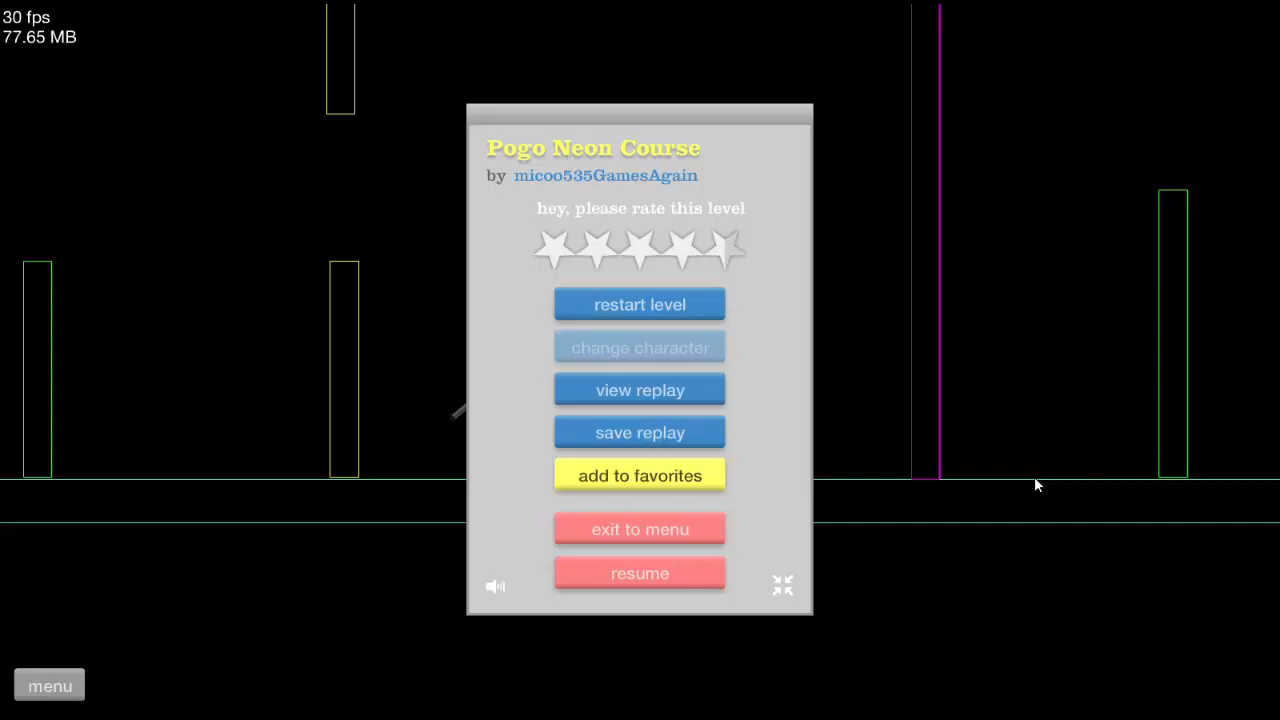 30 fps
77.65 MB
Pogo Neon Course
by micoo535GamesAgain
hey, please rate this level
restart level
change character
view replay
save replay
add to favorites
exit to menu
resume
menu